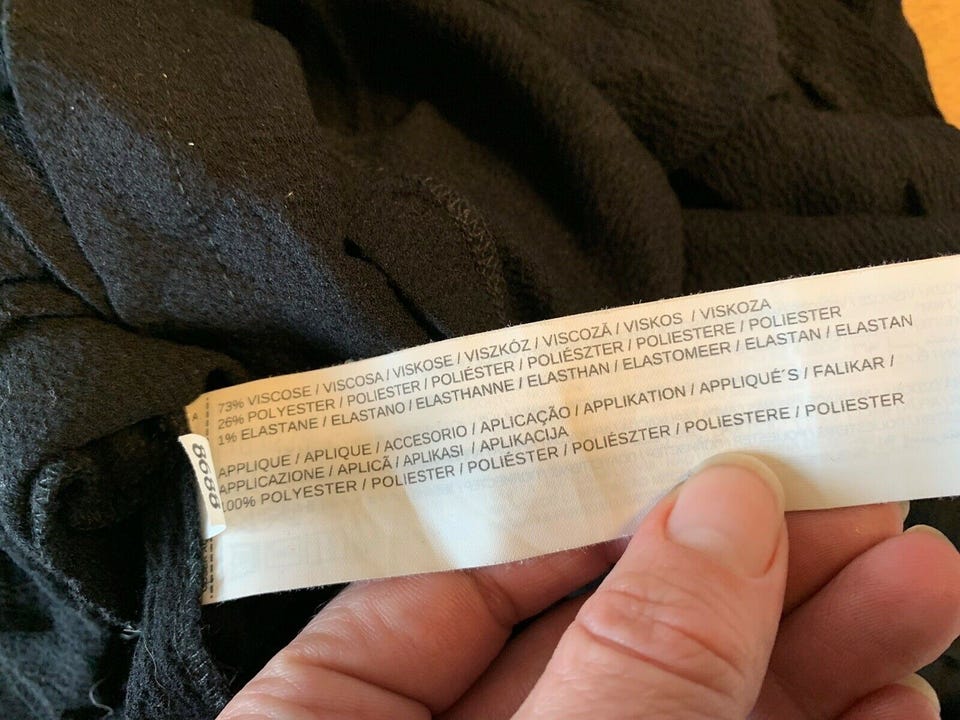 73% VISCOSE / VISCOSA / VISKOSE / VISZKÓZ / VISCOZĂ / VISKOS / VISKOZA
26% POLYESTER / POLIESTER / POLIÉSTER / POLIÉSZTER / POLIESTERE / POLIESTER
1% ELASTANE / ELASTANO / ELASTHANNE / ELASTHAN / ELASTOMEER / ELASTAN / ELASTAN
APPLIQUE / APLIQUE / ACCESORIO / APLICAÇÃO / APPLIKATION / APPLIQUÉ´S / FALIKAR /
APPLICAZIONE / APLICĂ / APLIKASI / APLIKACIJA
100% POLYESTER / POLIESTER / POLIÉSTER / POLIÉSZTER / POLIESTERE / POLIESTER
8088